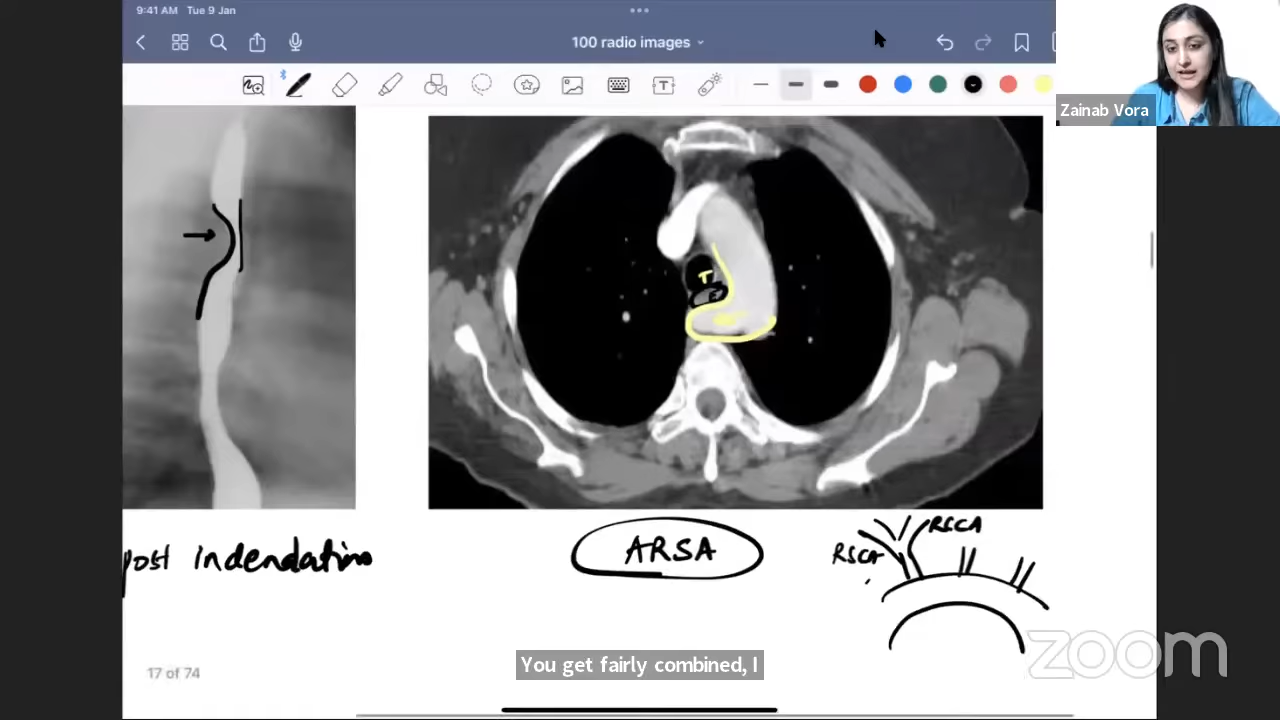 9:41 AM Tue 9 Jan
100 radio images
Zainab Vora
T
post indendation
ARSA
RSCA
RSCA
17 of 74
You get fairly combined, I
zoom